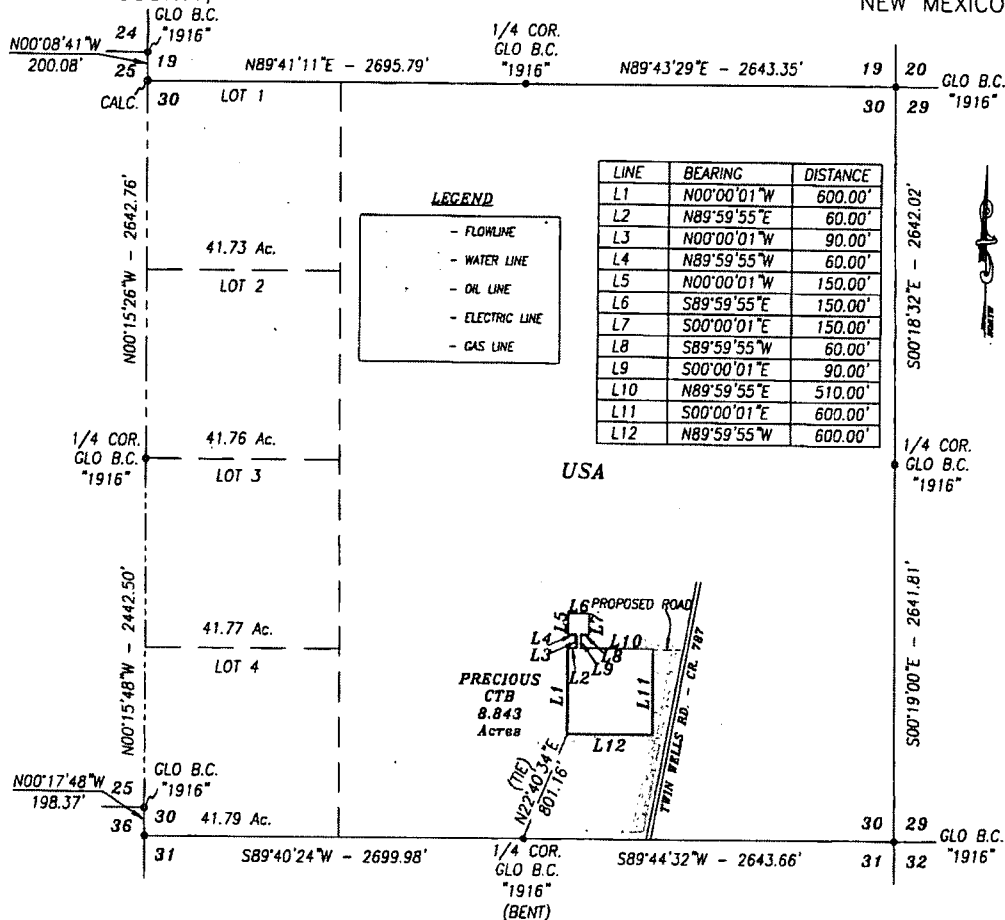 NEW MEXICO
GLO B.C.
"1916"
24
N00°08'41"W
200.08'
19
25
CALC.
30
N89°41'11"E - 2695.79'
1/4 COR.
GLO B.C.
"1916"
N89°43'29"E - 2643.35'
19 20
30 29
GLO B.C.
"1916"
LOT 1
LEGEND
- FLOWLINE
- WATER LINE
- OIL LINE
- ELECTRIC LINE
- GAS LINE
LINE BEARING DISTANCE
L1 N00°00'01"W 600.00'
L2 N89°59'55"E 60.00'
L3 N00°00'01"W 90.00'
L4 N89°59'55"W 60.00'
L5 N00°00'01"W 150.00'
L6 S89°59'55"E 150.00'
L7 S00°00'01"E 150.00'
L8 S89°59'55"W 60.00'
L9 S00°00'01"E 90.00'
L10 N89°59'55"E 510.00'
L11 S00°00'01"E 600.00'
L12 N89°59'55"W 600.00'
N00°15'26"W - 2642.76'
41.73 Ac.
LOT 2
S00°18'32"E - 2642.02'
1/4 COR.
GLO B.C.
"1916"
41.76 Ac.
LOT 3
USA
1/4 COR.
GLO B.C.
"1916"
N00°15'48"W - 2442.50'
41.77 Ac.
LOT 4
L6
PROPOSED ROAD
L5
L7
L4
L3
L10
L8
L9
L2
L1
L11
L12
PRECIOUS
CTB
8.843
Acres
(TIE)
N22°40'34"E
801.16'
TWIN WELLS RD. - CR. 787
S00°19'00"E - 2641.81'
N00°17'48"W
198.37'
25
GLO B.C.
"1916"
36
30
31
41.79 Ac.
S89°40'24"W - 2699.98'
1/4 COR.
GLO B.C.
"1916"
(BENT)
S89°44'32"W - 2643.66'
30 29
31 32
GLO B.C.
"1916"